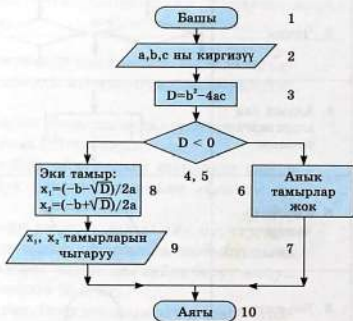 Башы 1
a,b,c ны киргизүү 2
D=b²−4ac 3
D < 0
4, 5
Эки тамыр:
x₁=(−b−√D)/2a
x₂=(−b+√D)/2a
8
6
Анык
тамырлар
жок
x₁, x₂ тамырларын
чыгаруу
9
7
Аягы 10